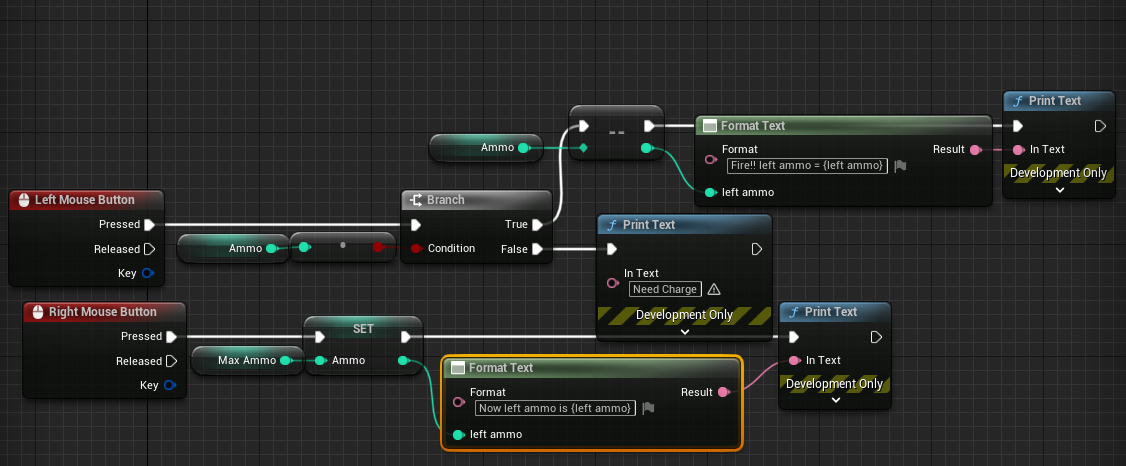 Print Text
In Text
Development Only
--
Format Text
Format
Result
Fire!! left ammo = {left ammo}
left ammo
Ammo
Left Mouse Button
Pressed
Released
Key
Ammo
Branch
True
Condition
False
Print Text
In Text
Need Charge
Development Only
Right Mouse Button
Pressed
Released
Key
Max Ammo
SET
Ammo
Format Text
Format
Result
Now left ammo is {left ammo}
left ammo
Print Text
In Text
Development Only